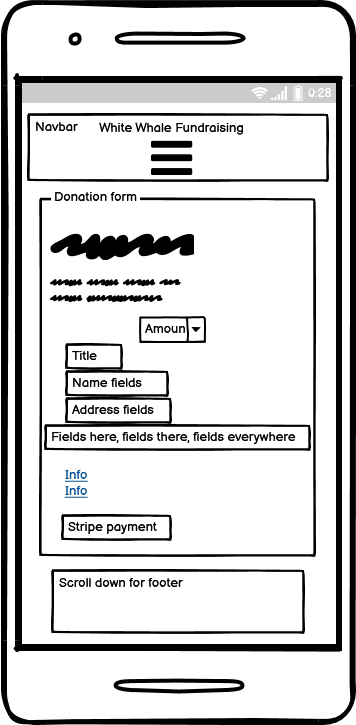 0:28
Navbar White Whale Fundraising
Donation form
Amoun
Title
Name fields
Address fields
Fields here, fields there, fields everywhere
Info
Info
Stripe payment
Scroll down for footer